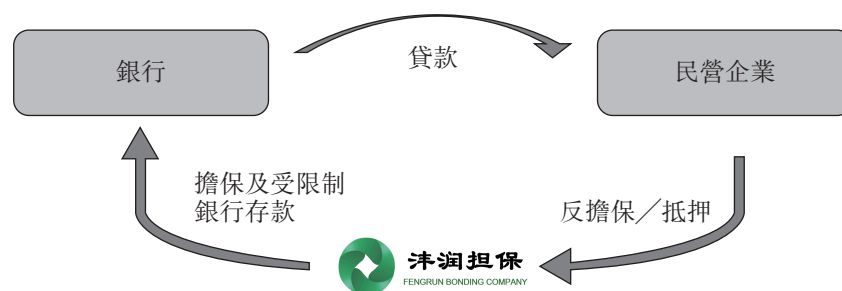 銀行
貸款
民營企業
擔保及受限制
銀行存款
反擔保／抵押
沣润担保
FENGRUN BONDING COMPANY